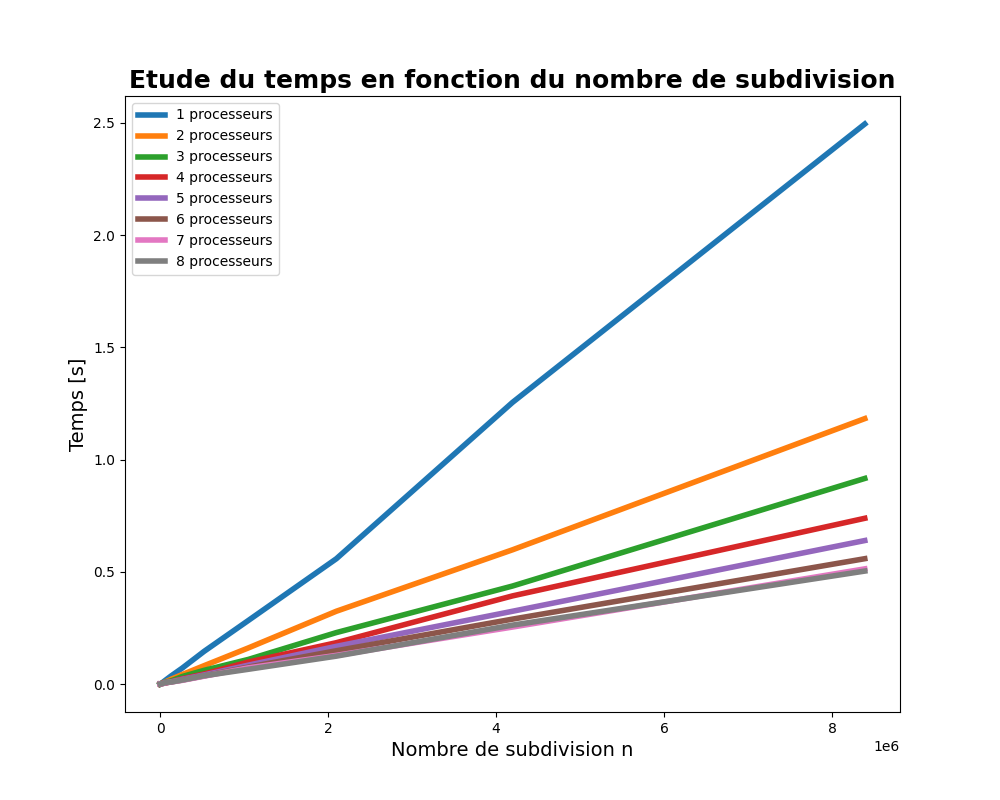 Etude du temps en fonction du nombre de subdivision
1 processeurs
2 processeurs
3 processeurs
4 processeurs
5 processeurs
6 processeurs
7 processeurs
8 processeurs
2.5
2.0
1.5
1.0
0.5
0.0
Temps [s]
0 2 4 6 8
1e6
Nombre de subdivision n